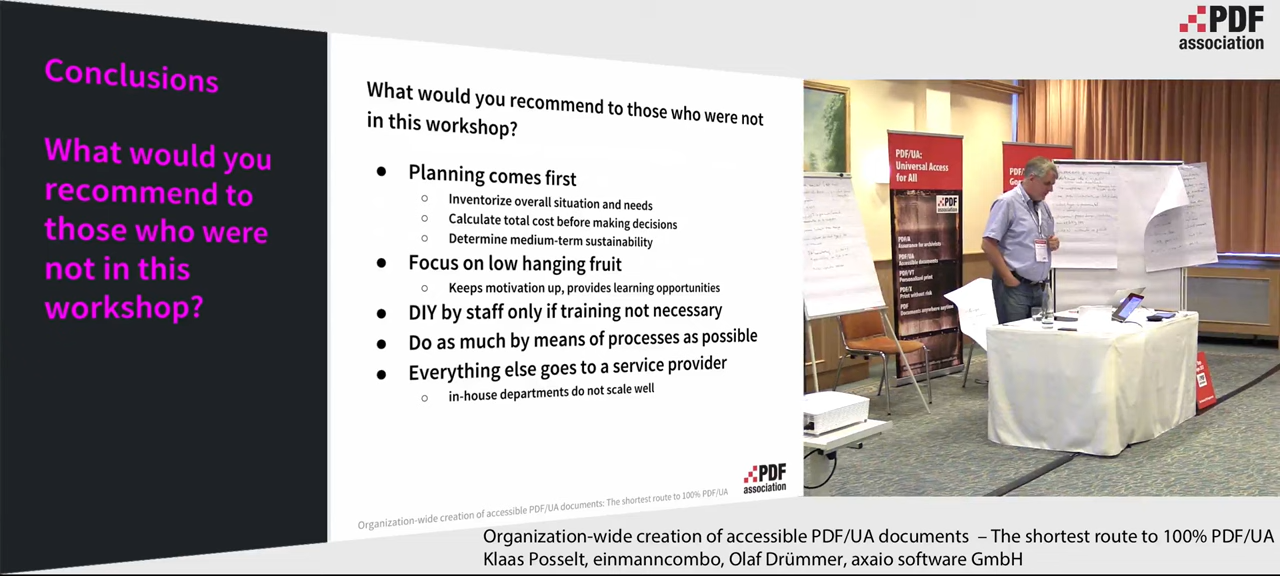 Conclusions
What would you
recommend to
those who were
not in this
workshop?
What would you recommend to those who were not
in this workshop?
● Planning comes first
○ Inventorize overall situation and needs
○ Calculate total cost before making decisions
○ Determine medium-term sustainability
● Focus on low hanging fruit
○ Keeps motivation up, provides learning opportunities
● DIY by staff only if training not necessary
● Do as much by means of processes as possible
● Everything else goes to a service provider
○ in-house departments do not scale well
PDF
association
Organization-wide creation of accessible PDF/UA documents: The shortest route to 100% PDF/UA
PDF
association
PDF/UA:
Universal Access
for All
PDF
association
PDF/A
Assurance for archivists
PDF/UA
Accessible documents
PDF/VT
Personalized print
PDF/X
Print without risk
PDF
Documents anywhere anytime
Organization-wide creation of accessible PDF/UA documents – The shortest route to 100% PDF/UA
Klaas Posselt, einmanncombo, Olaf Drümmer, axaio software GmbH